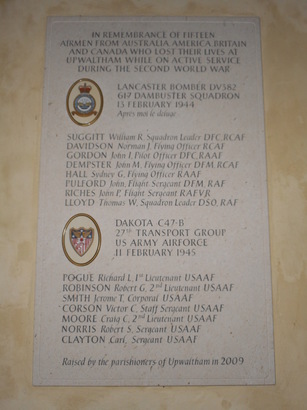 IN REMEMBRANCE OF FIFTEEN
AIRMEN FROM AUSTRALIA AMERICA BRITAIN
AND CANADA WHO LOST THEIR LIVES AT
UPWALTHAM WHILE ON ACTIVE SERVICE
DURING THE SECOND WORLD WAR
LANCASTER BOMBER DV382
617 DAMBUSTER SQUADRON
13 FEBRUARY 1944
Apres moi le deluge
SUGGITT William R, Squadron Leader DFC, RCAF
DAVIDSON Norman J, Flying Officer RCAF
GORDON John I, Pilot Officer DFC, RAAF
DEMPSTER John M, Flying Officer DFM, RCAF
HALL Sydney G, Flying Officer RAAF
PULFORD John, Flight Sergeant DFM, RAF
RICHES John P, Flight Sergeant RAFVR
LLOYD Thomas W, Squadron Leader DSO, RAF
DAKOTA C47-B
27th TRANSPORT GROUP
US ARMY AIRFORCE
11 FEBRUARY 1945
POGUE Richard L, 1st Lieutenant USAAF
ROBINSON Robert G, 2nd Lieutenant USAAF
SMITH Jerome T, Corporal USAAF
CORSON Victor C, Staff Sergeant USAAF
MOORE Craig C, 2nd Lieutenant USAAF
NORRIS Robert S, Sergeant USAAF
CLAYTON Carl, Sergeant USAAF
Raised by the parishioners of Upwaltham in 2009